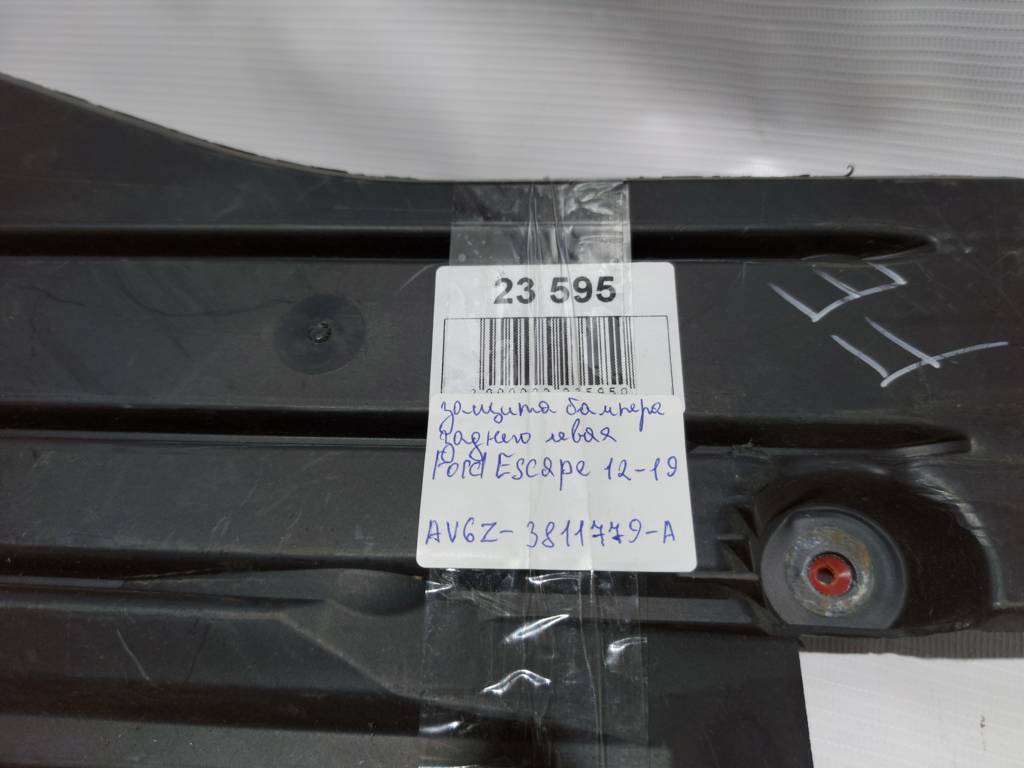 23 595
защита бампера
заднего левая
Ford Escape 12-19
AV6Z-3811779-A